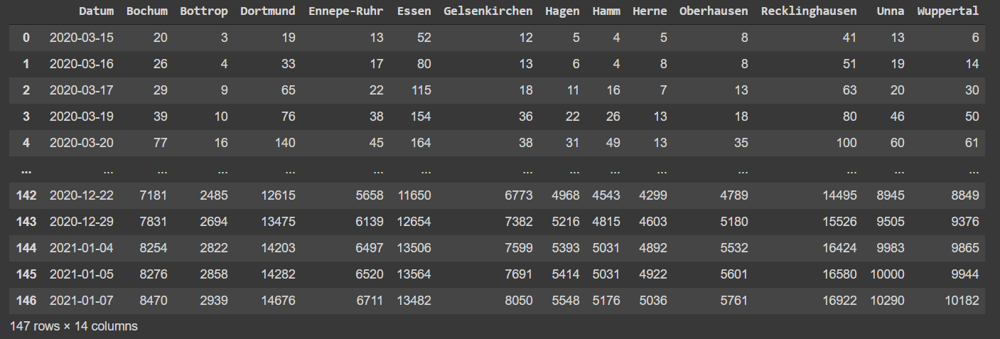 Datum Bochum Bottrop Dortmund Ennepe-Ruhr Essen Gelsenkirchen Hagen Hamm Herne Oberhausen Recklinghausen Unna Wuppertal
0 2020-03-15 20 3 19 13 52 12 5 4 5 8 41 13 6
1 2020-03-16 26 4 33 17 80 13 6 4 8 8 51 19 14
2 2020-03-17 29 9 65 22 115 18 11 16 7 13 63 20 30
3 2020-03-19 39 10 76 38 154 36 22 26 13 18 80 46 50
4 2020-03-20 77 16 140 45 164 38 31 49 13 35 100 60 61
... ... ... ... ... ... ... ... ... ... ... ... ... ... ...
142 2020-12-22 7181 2485 12615 5658 11650 6773 4968 4543 4299 4789 14495 8945 8849
143 2020-12-29 7831 2694 13475 6139 12654 7382 5216 4815 4603 5180 15526 9505 9376
144 2021-01-04 8254 2822 14203 6497 13506 7599 5393 5031 4892 5532 16424 9983 9865
145 2021-01-05 8276 2858 14282 6520 13564 7691 5414 5031 4922 5601 16580 10000 9944
146 2021-01-07 8470 2939 14676 6711 13482 8050 5548 5176 5036 5761 16922 10290 10182
147 rows × 14 columns